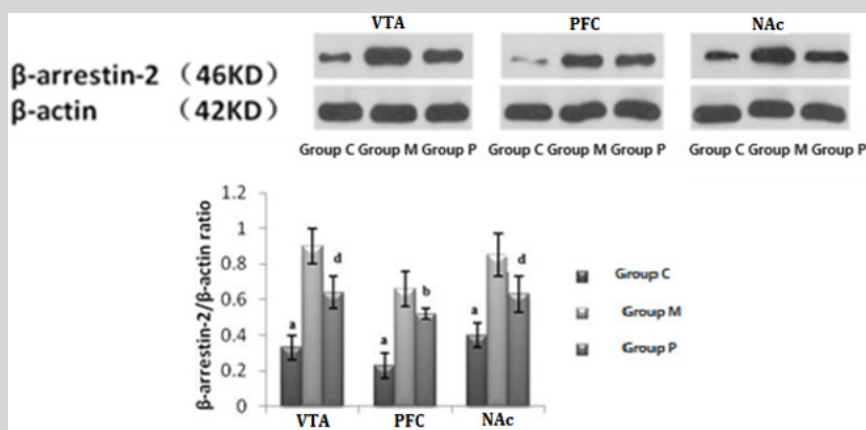 VTA PFC NAc
β-arrestin-2 （46KD）
β-actin （42KD）
Group C Group M Group P Group C Group M Group P Group C Group M Group P
β-arrestin-2/β-actin ratio
1.2
1
0.8
0.6
0.4
0.2
0
a d a b a d
VTA PFC NAc
Group C
Group M
Group P